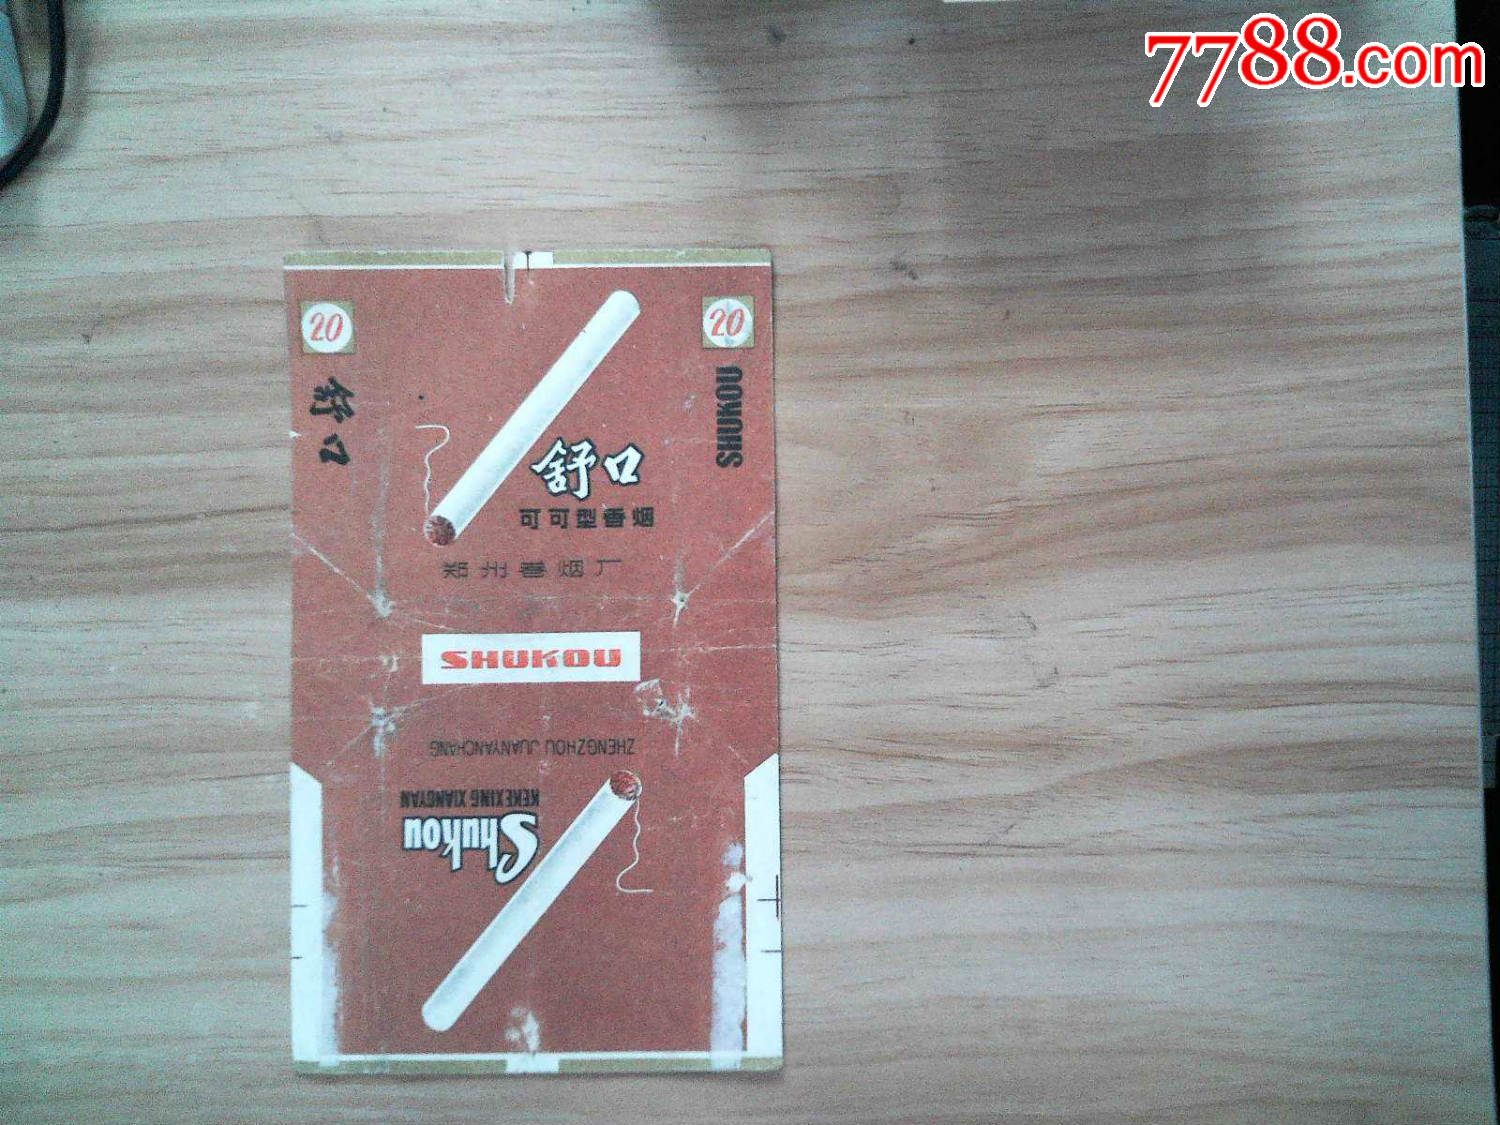 7788.com
20
20
舒口
SHUKOU
舒口
可可型香烟
郑州卷烟厂
SHUKOU
ZHENGZHOU JUANYANCHANG
KEKEXING XIANGYAN
Shukou